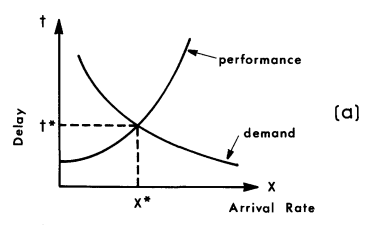 t
performance
(a)
t*
demand
Delay
x
x*
Arrival Rate